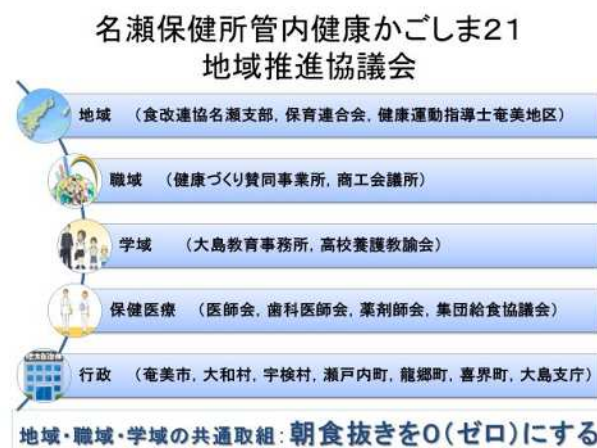 名瀬保健所管内健康かごしま21
地域推進協議会
地域 （食改連協名瀬支部, 保育連合会, 健康運動指導士奄美地区）
職域 （健康づくり賛同事業所, 商工会議所）
学域 （大島教育事務所, 高校養護教諭会）
保健医療 （医師会, 歯科医師会, 薬剤師会, 集団給食協議会）
行政 （奄美市, 大和村, 宇検村, 瀬戸内町, 龍郷町, 喜界町, 大島支庁）
地域・職域・学域の共通取組：朝食抜きを0（ゼロ）にする